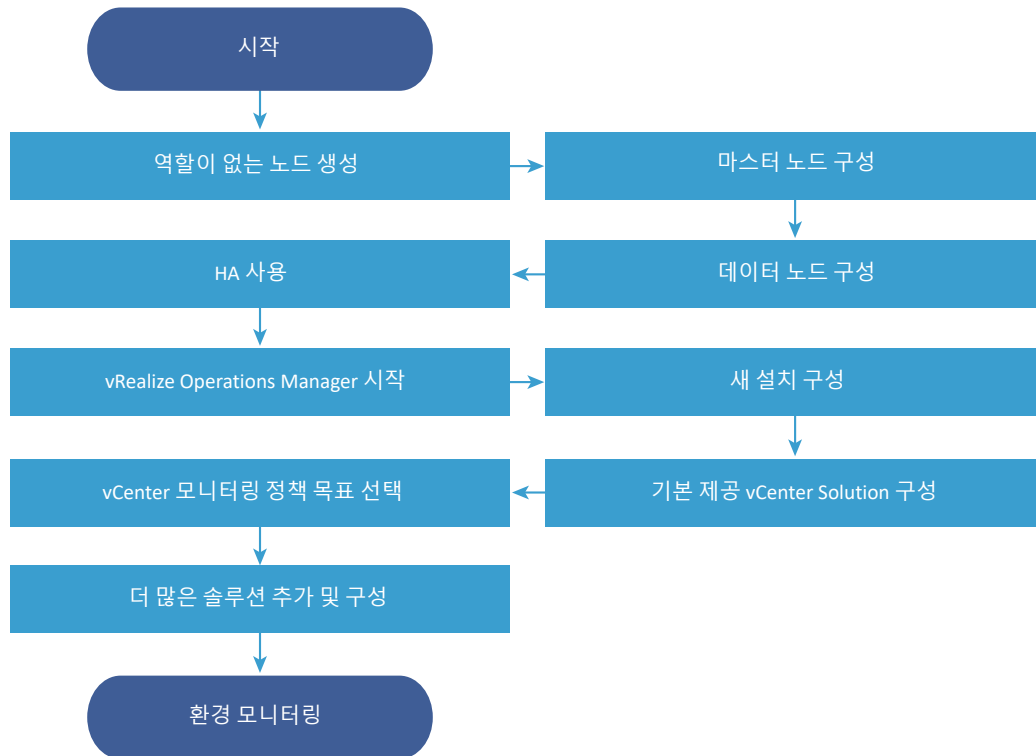 시작
역할이 없는 노드 생성
마스터 노드 구성
데이터 노드 구성
HA 사용
vRealize Operations Manager 시작
새 설치 구성
기본 제공 vCenter Solution 구성
vCenter 모니터링 정책 목표 선택
더 많은 솔루션 추가 및 구성
환경 모니터링